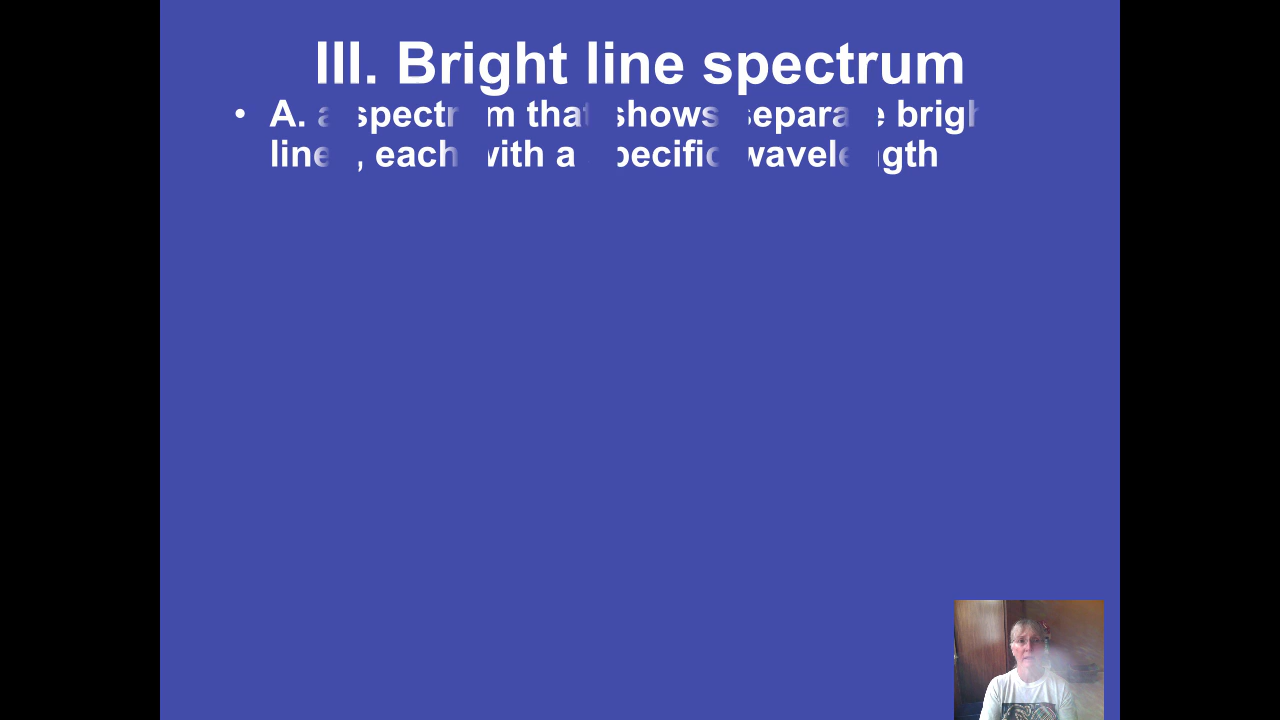 III. Bright line spectrum
• A. a spectrum that shows separate bright
lines, each with a specific wavelength